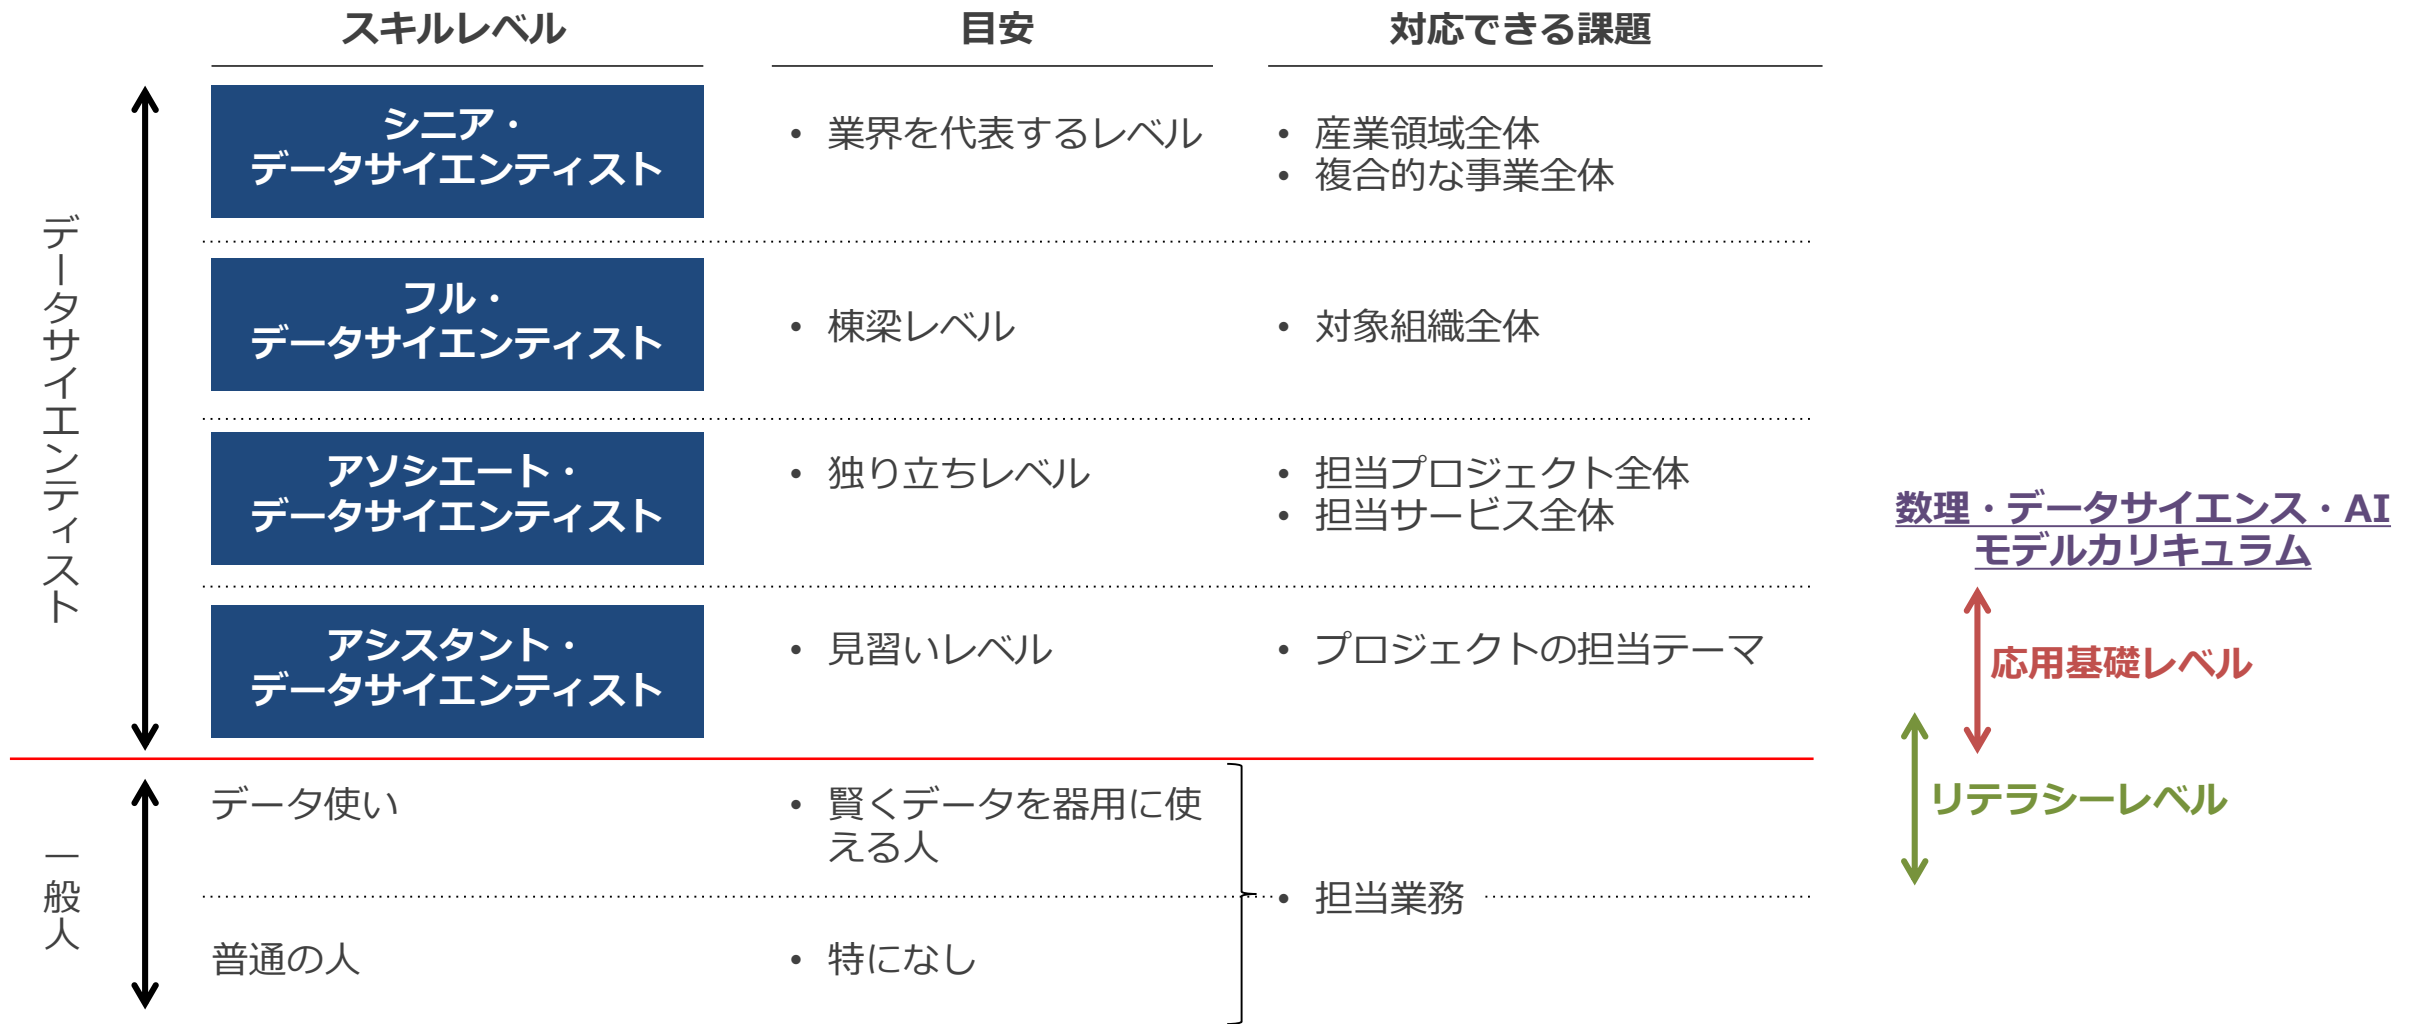 スキルレベル
目安
対応できる課題
データサイエンティスト
シニア・
データサイエンティスト
• 業界を代表するレベル
• 産業領域全体
• 複合的な事業全体
フル・
データサイエンティスト
• 棟梁レベル
• 対象組織全体
アソシエート・
データサイエンティスト
• 独り立ちレベル
• 担当プロジェクト全体
• 担当サービス全体
アシスタント・
データサイエンティスト
• 見習いレベル
• プロジェクトの担当テーマ
一般人
データ使い
• 賢くデータを器用に使
える人
• 担当業務
普通の人
• 特になし
数理・データサイエンス・AI
モデルカリキュラム
応用基礎レベル
リテラシーレベル